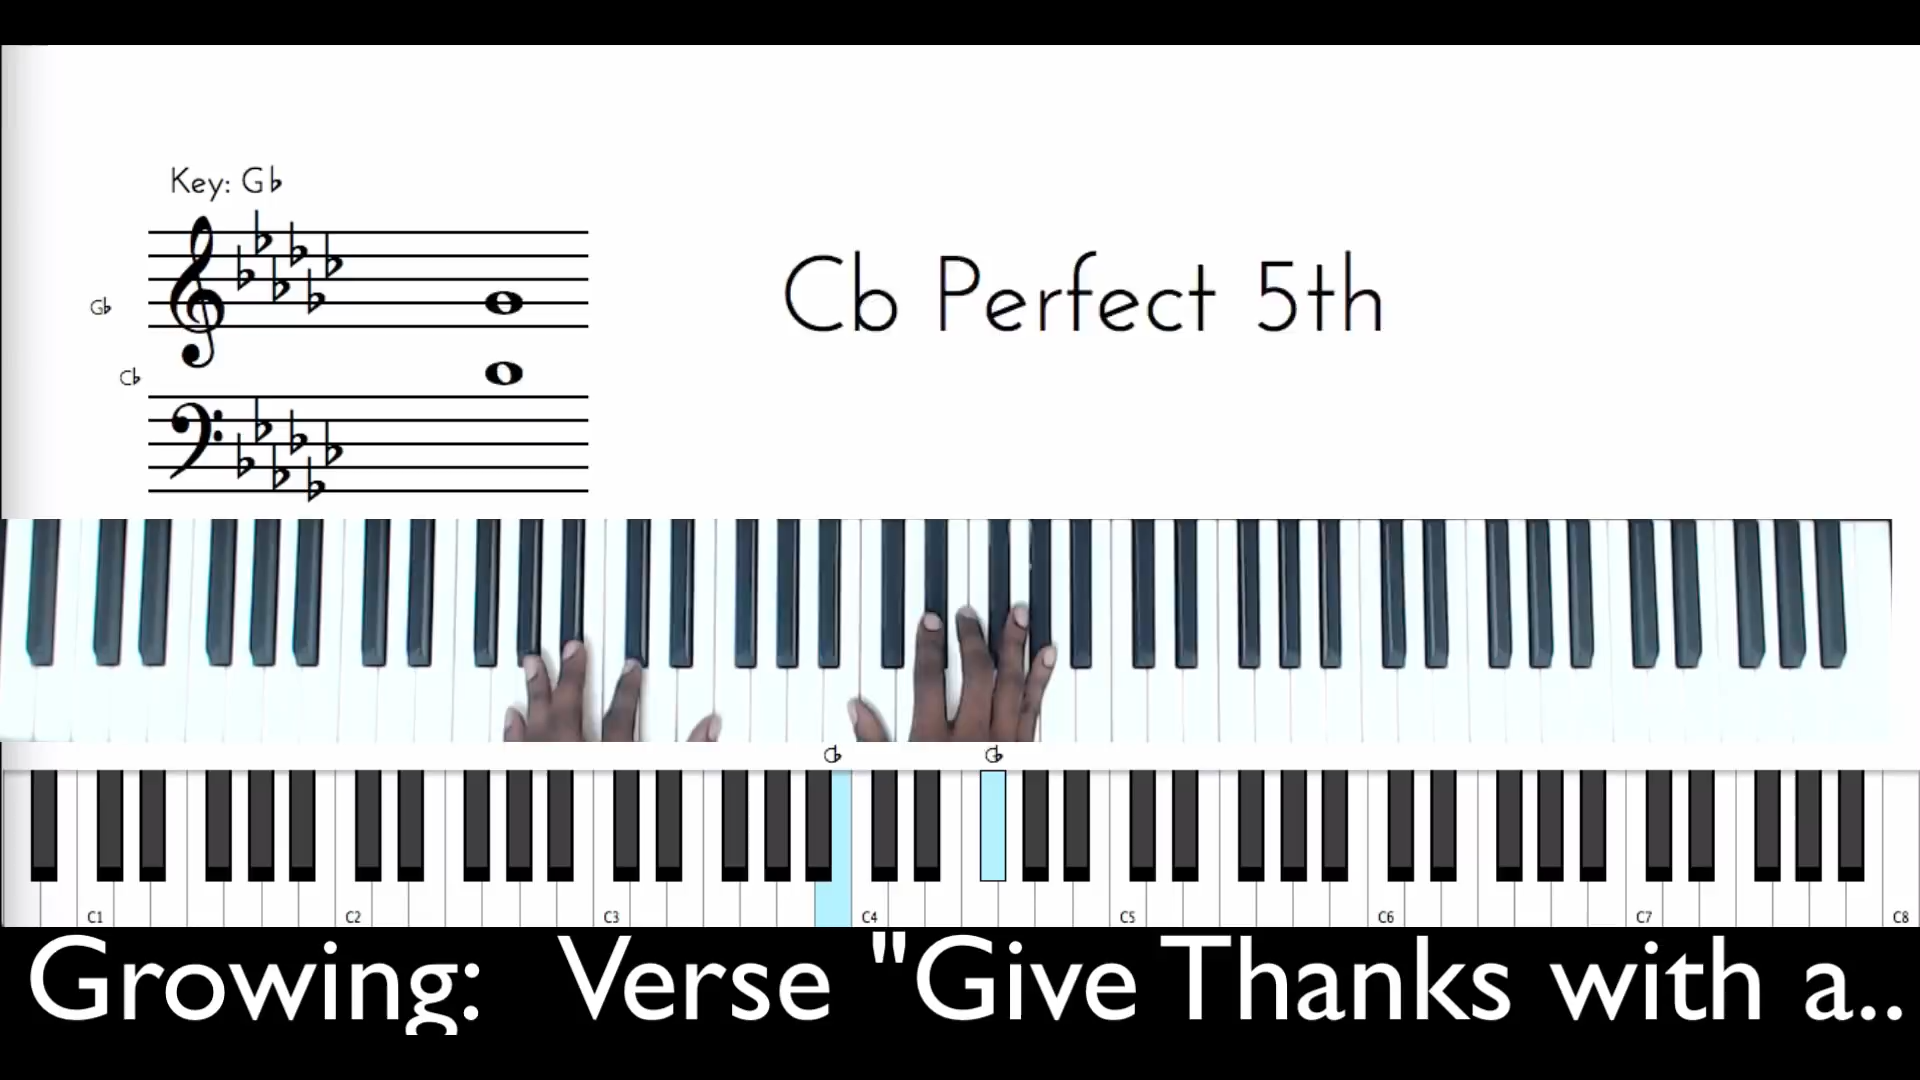 Key: G♭
G♭
Cb Perfect 5th
C♭
C♭ G♭
C1 C2 C3 C4 C5 C6 C7 C8
Growing: Verse "Give Thanks with a..